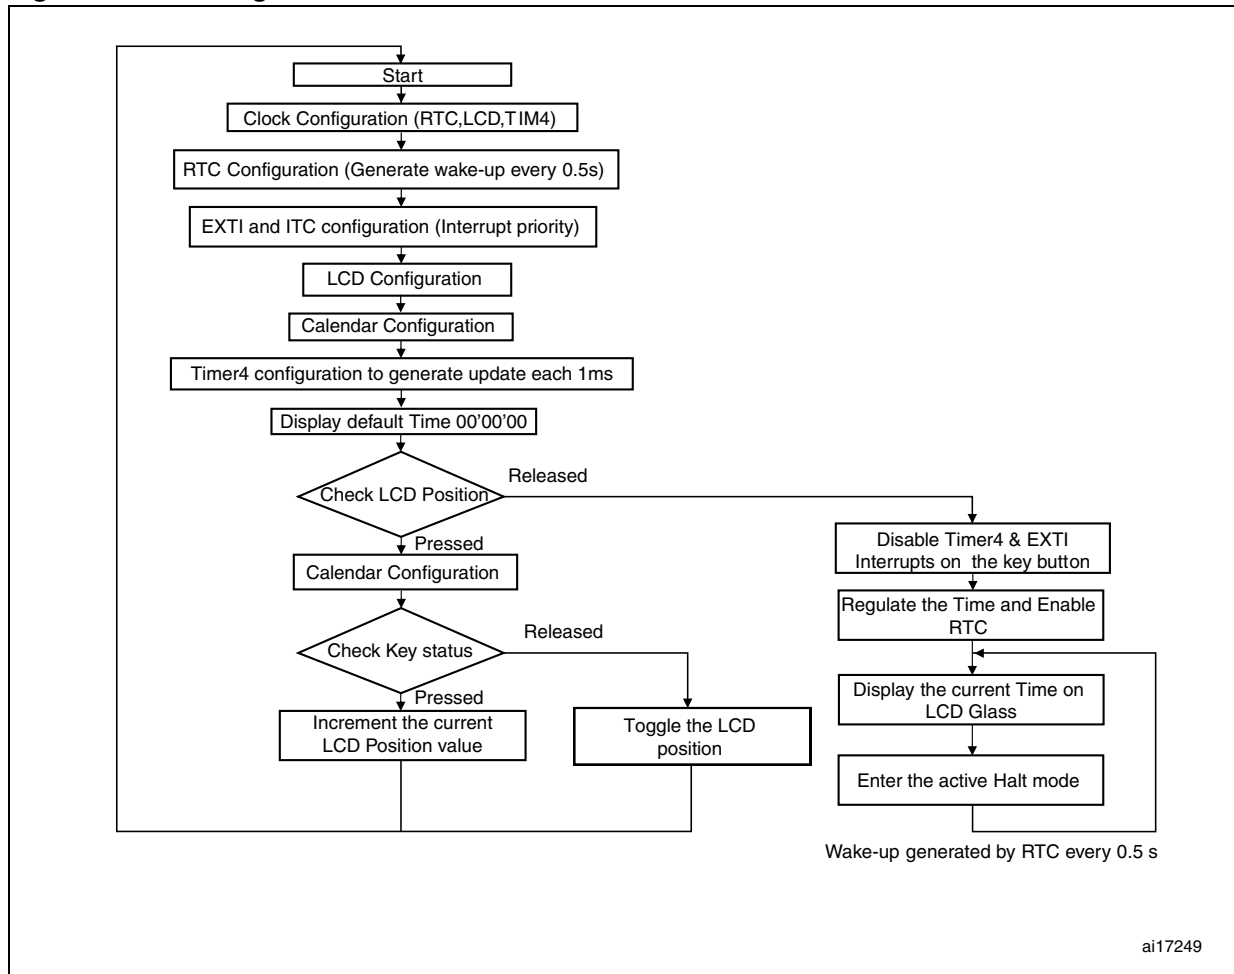 Start
Clock Configuration (RTC,LCD,TIM4)
RTC Configuration (Generate wake-up every 0.5s)
EXTI and ITC configuration (Interrupt priority)
LCD Configuration
Calendar Configuration
Timer4 configuration to generate update each 1ms
Display default Time 00'00'00
Check LCD Position
Released
Pressed
Calendar Configuration
Check Key status
Released
Pressed
Increment the current
LCD Position value
Toggle the LCD
position
Disable Timer4 & EXTI
Interrupts on the key button
Regulate the Time and Enable
RTC
Display the current Time on
LCD Glass
Enter the active Halt mode
Wake-up generated by RTC every 0.5 s
ai17249